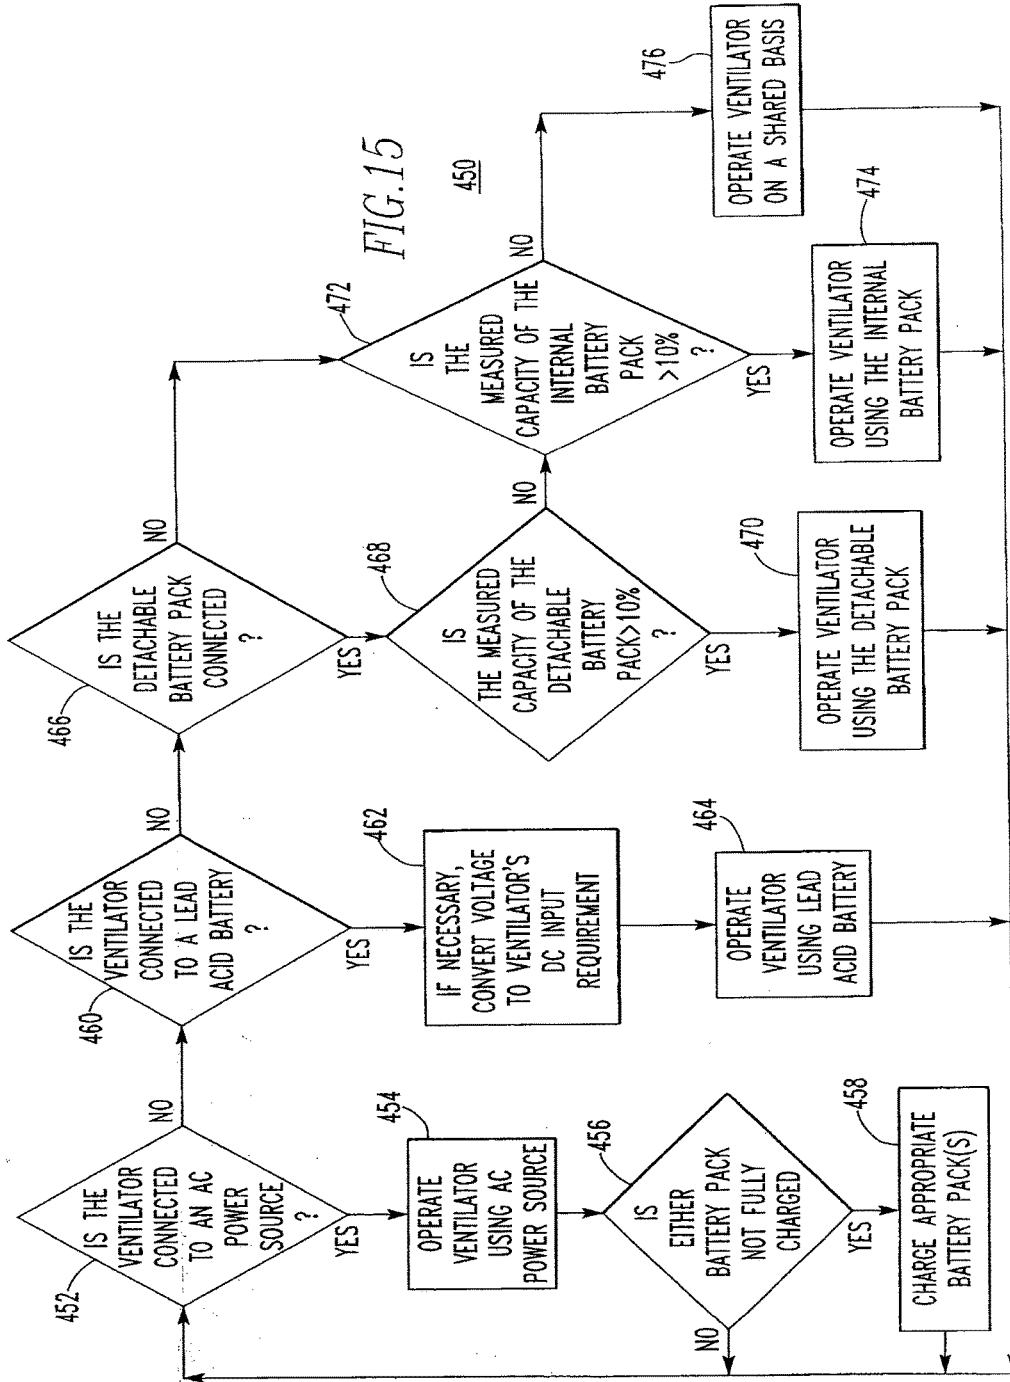 FIG.15
450
452
IS THE
VENTILATOR
CONNECTED
TO AN AC
POWER
SOURCE
?
NO
YES
454
OPERATE
VENTILATOR
USING AC
POWER SOURCE
456
IS
EITHER
BATTERY PACK
NOT FULLY
CHARGED
NO
YES
458
CHARGE APPROPRIATE
BATTERY PACK(S)
460
IS THE
VENTILATOR
CONNECTED
TO A LEAD
ACID BATTERY
?
NO
YES
462
IF NECESSARY,
CONVERT VOLTAGE
TO VENTILATOR'S
DC INPUT
REQUIREMENT
464
OPERATE
VENTILATOR
USING LEAD
ACID BATTERY
466
IS THE
DETACHABLE
BATTERY PACK
CONNECTED
?
NO
YES
468
IS
THE MEASURED
CAPACITY OF THE
DETACHABLE
BATTERY
PACK>10%
?
NO
YES
470
OPERATE VENTILATOR
USING THE DETACHABLE
BATTERY PACK
472
IS
THE
MEASURED
CAPACITY OF THE
INTERNAL
BATTERY
PACK
>10%
?
NO
YES
474
OPERATE VENTILATOR
USING THE INTERNAL
BATTERY PACK
476
OPERATE VENTILATOR
ON A SHARED BASIS